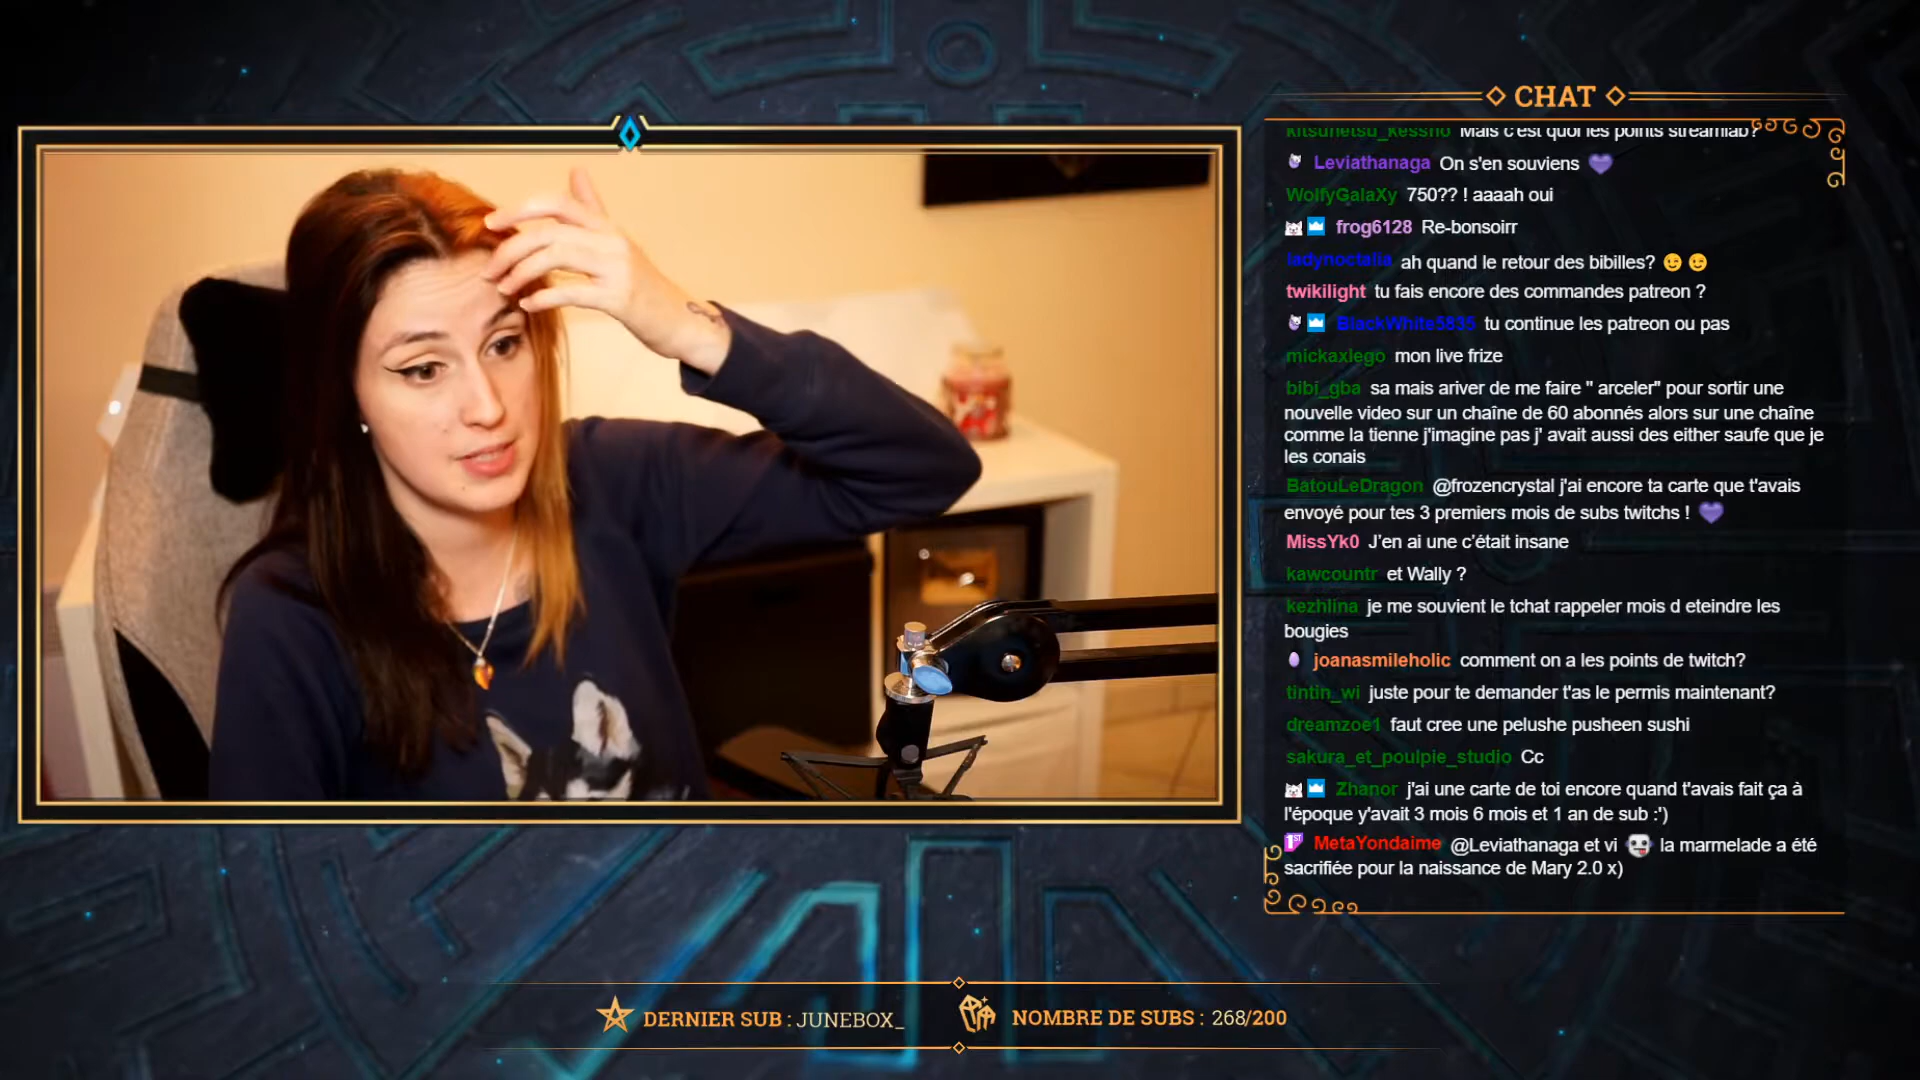 CHAT
kitsunetsu_kessho Mais c'est quoi les points streamlab?
Leviathanaga On s'en souviens
WolfyGalaXy 750?? ! aaaah oui
frog6128 Re-bonsoirr
ladynoctalia ah quand le retour des bibilles?
twikilight tu fais encore des commandes patreon ?
BlackWhite5835 tu continue les patreon ou pas
mickaxlego mon live frize
bibi_gba sa mais ariver de me faire " arceler" pour sortir une
nouvelle video sur un chaîne de 60 abonnés alors sur une chaîne
comme la tienne j'imagine pas j' avait aussi des either saufe que je
les conais
BatouLeDragon @frozencrystal j'ai encore ta carte que t'avais
envoyé pour tes 3 premiers mois de subs twitchs !
MissYk0 J'en ai une c'était insane
kawcountr et Wally ?
kezhlina je me souvient le tchat rappeler mois d eteindre les
bougies
joanasmileholic comment on a les points de twitch?
tintin_wi juste pour te demander t'as le permis maintenant?
dreamzoe1 faut cree une pelushe pusheen sushi
sakura_et_poulpie_studio Cc
Zhanor j'ai une carte de toi encore quand t'avais fait ça à
l'époque y'avait 3 mois 6 mois et 1 an de sub :')
1ST MetaYondaime @Leviathanaga et vi la marmelade a été
sacrifiée pour la naissance de Mary 2.0 x)
DERNIER SUB : JUNEBOX_
NOMBRE DE SUBS : 268/200